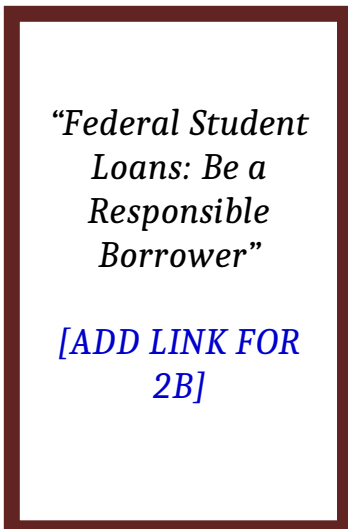 “Federal Student
Loans: Be a
Responsible
Borrower”
[ADD LINK FOR
2B]